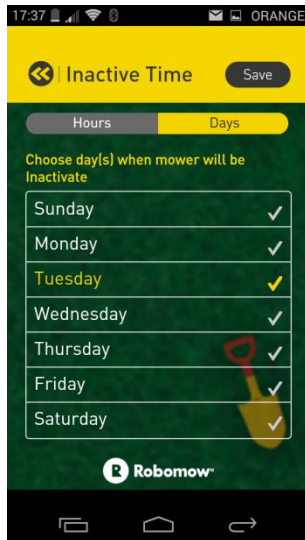 17:37 ORANGE
Inactive Time Save
Hours Days
Choose day(s) when mower will be
Inactivate
Sunday
Monday
Tuesday
Wednesday
Thursday
Friday
Saturday
R Robomow™